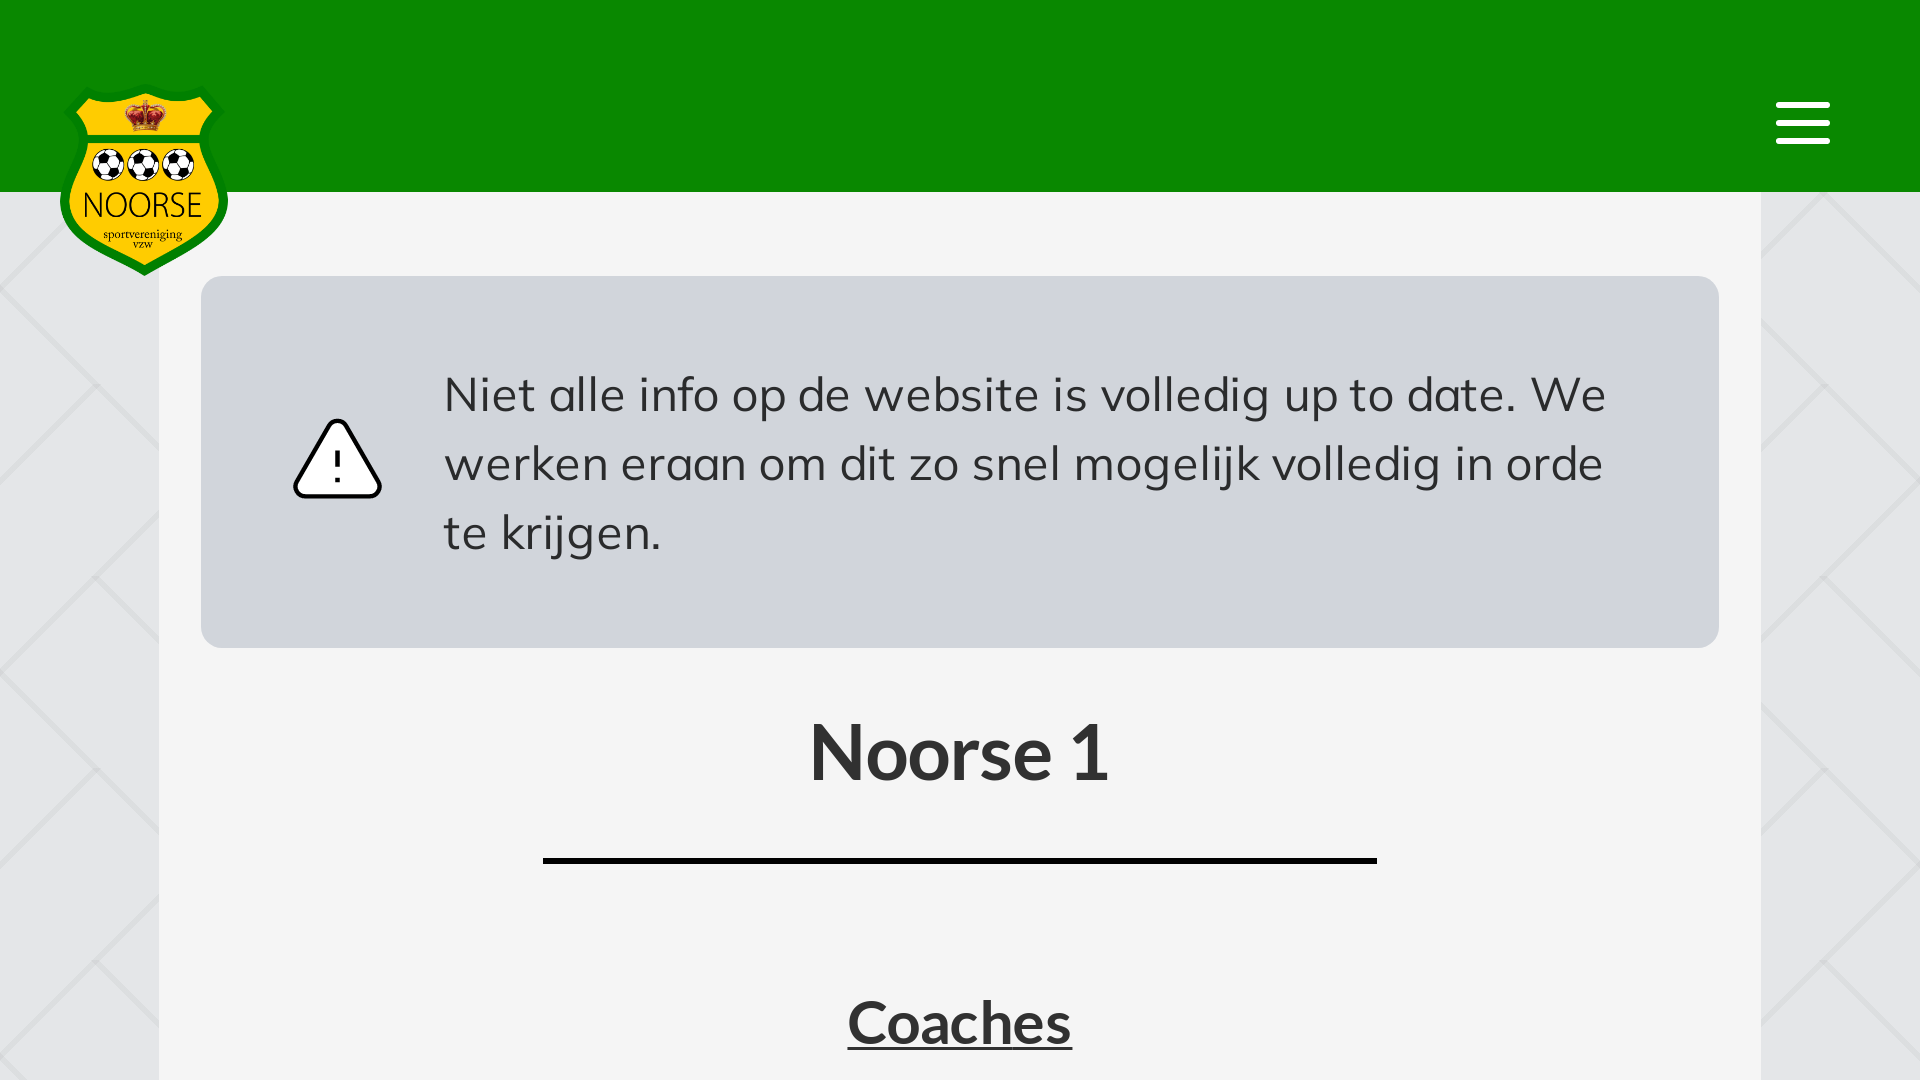 NOORSE
sportvereniging
vzw
Niet alle info op de website is volledig up to date. We
werken eraan om dit zo snel mogelijk volledig in orde
te krijgen.
Noorse 1
Coaches